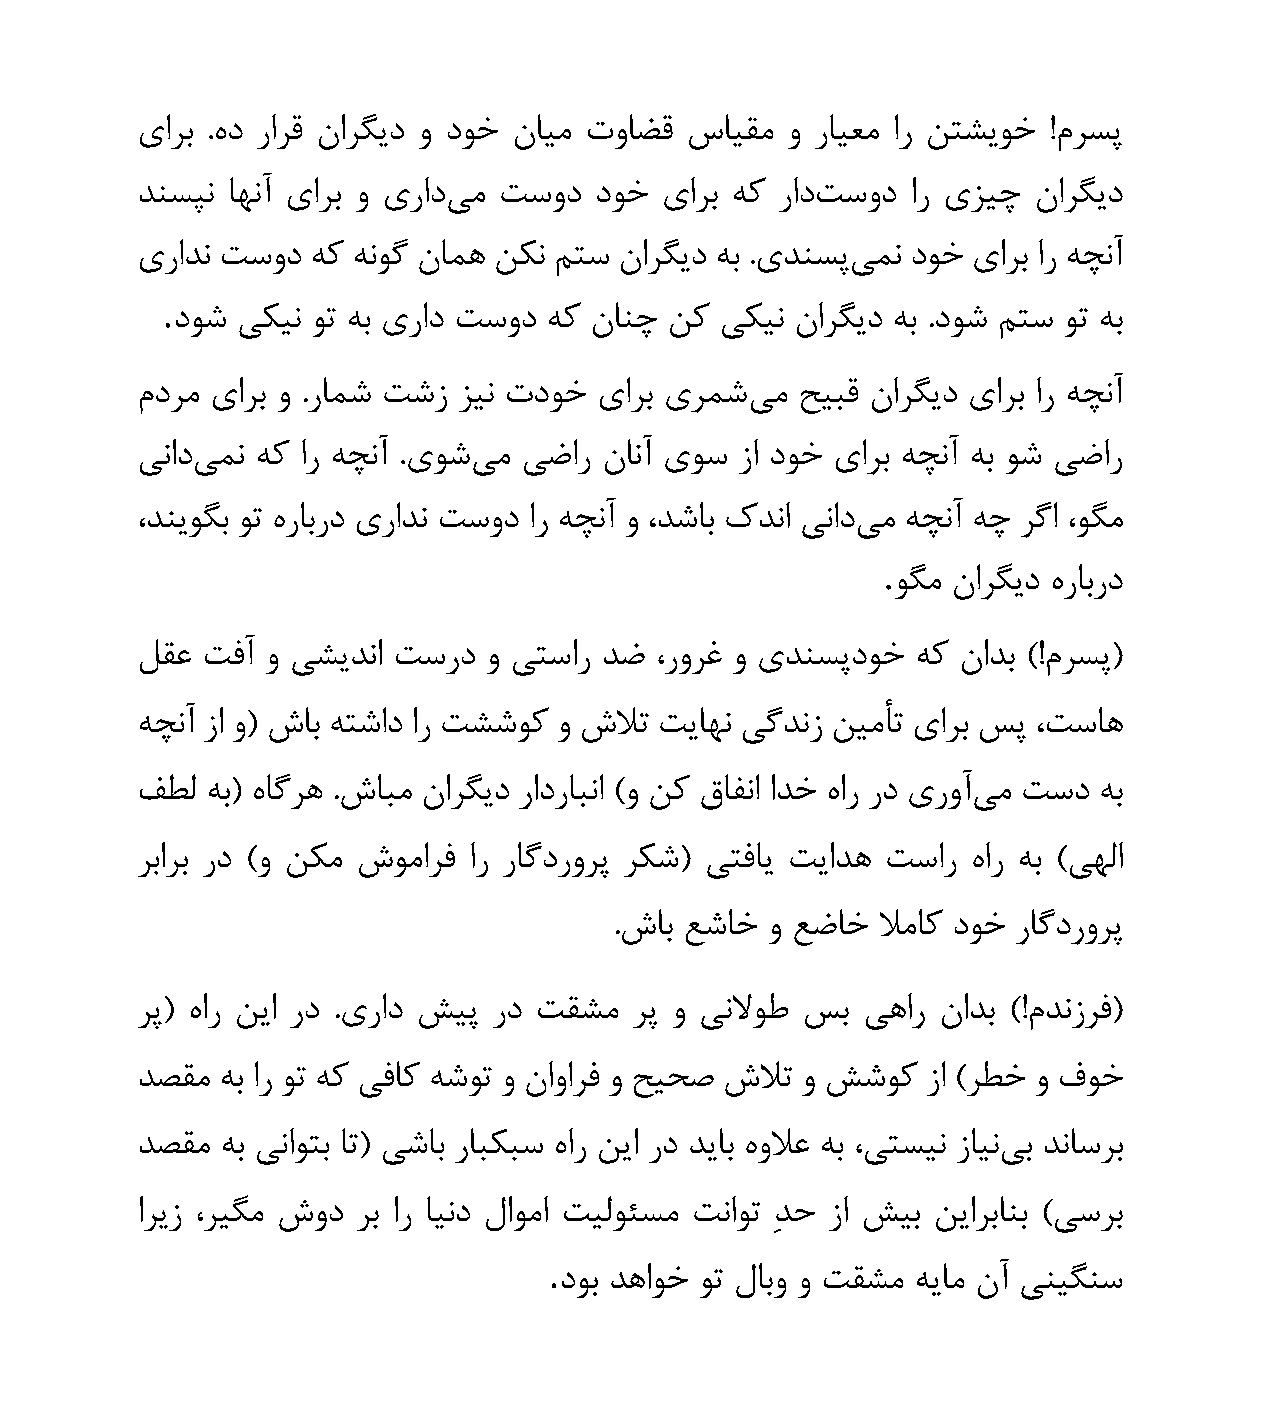 پسرم! خویشتن را معیار و مقیاس قضاوت میان خود و دیگران قرار ده. برای
دیگران چیزی را دوست‌دار که برای خود دوست می‌داری و برای آنها نپسند
آنچه را برای خود نمی‌پسندی. به دیگران ستم نکن همان گونه که دوست نداری
به تو ستم شود. به دیگران نیکی کن چنان که دوست داری به تو نیکی شود.
آنچه را برای دیگران قبیح می‌شمری برای خودت نیز زشت شمار. و برای مردم
راضی شو به آنچه برای خود از سوی آنان راضی می‌شوی. آنچه را که نمی‌دانی
مگو، اگر چه آنچه می‌دانی اندک باشد، و آنچه را دوست نداری درباره تو بگویند،
درباره دیگران مگو.
(پسرم!) بدان که خودپسندی و غرور، ضد راستی و درست اندیشی و آفت عقل
هاست، پس برای تأمین زندگی نهایت تلاش و کوششت را داشته باش (و از آنچه
به دست می‌آوری در راه خدا انفاق کن و) انباردار دیگران مباش. هرگاه (به لطف
الهی) به راه راست هدایت یافتی (شکر پروردگار را فراموش مکن و) در برابر
پروردگار خود کاملا خاضع و خاشع باش.
(فرزندم!) بدان راهی بس طولانی و پر مشقت در پیش داری. در این راه (پر
خوف و خطر) از کوشش و تلاش صحیح و فراوان و توشه کافی که تو را به مقصد
برساند بی‌نیاز نیستی، به علاوه باید در این راه سبکبار باشی (تا بتوانی به مقصد
برسی) بنابراین بیش از حدِ توانت مسئولیت اموال دنیا را بر دوش مگیر، زیرا
سنگینی آن مایه مشقت و وبال تو خواهد بود.